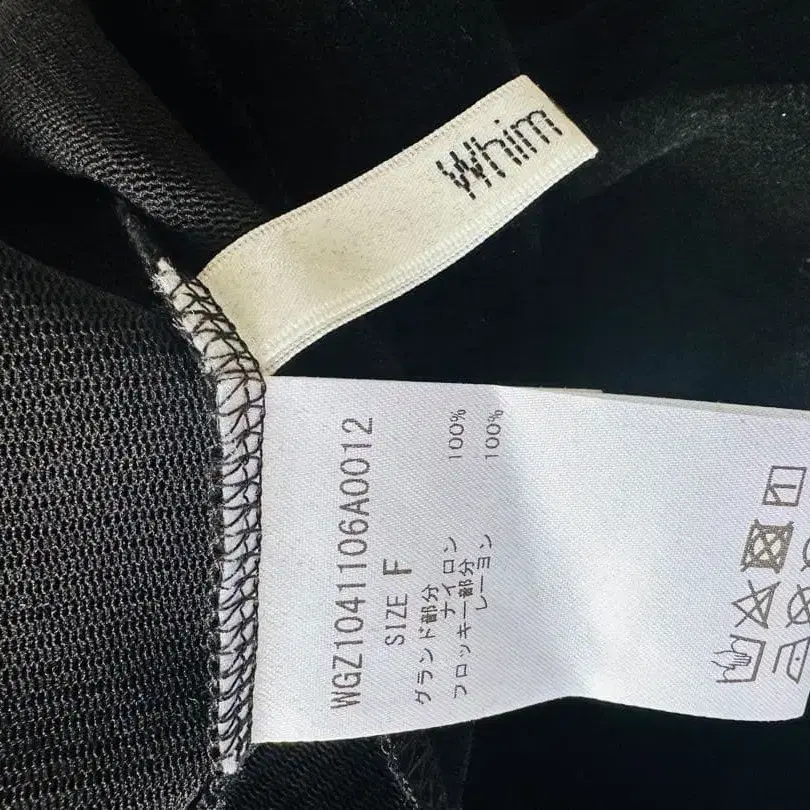 Whim
WGZ1041106A0012
SIZE F
グランド部分
ナイロン 100%
フロッキー部分
レーヨン 100%